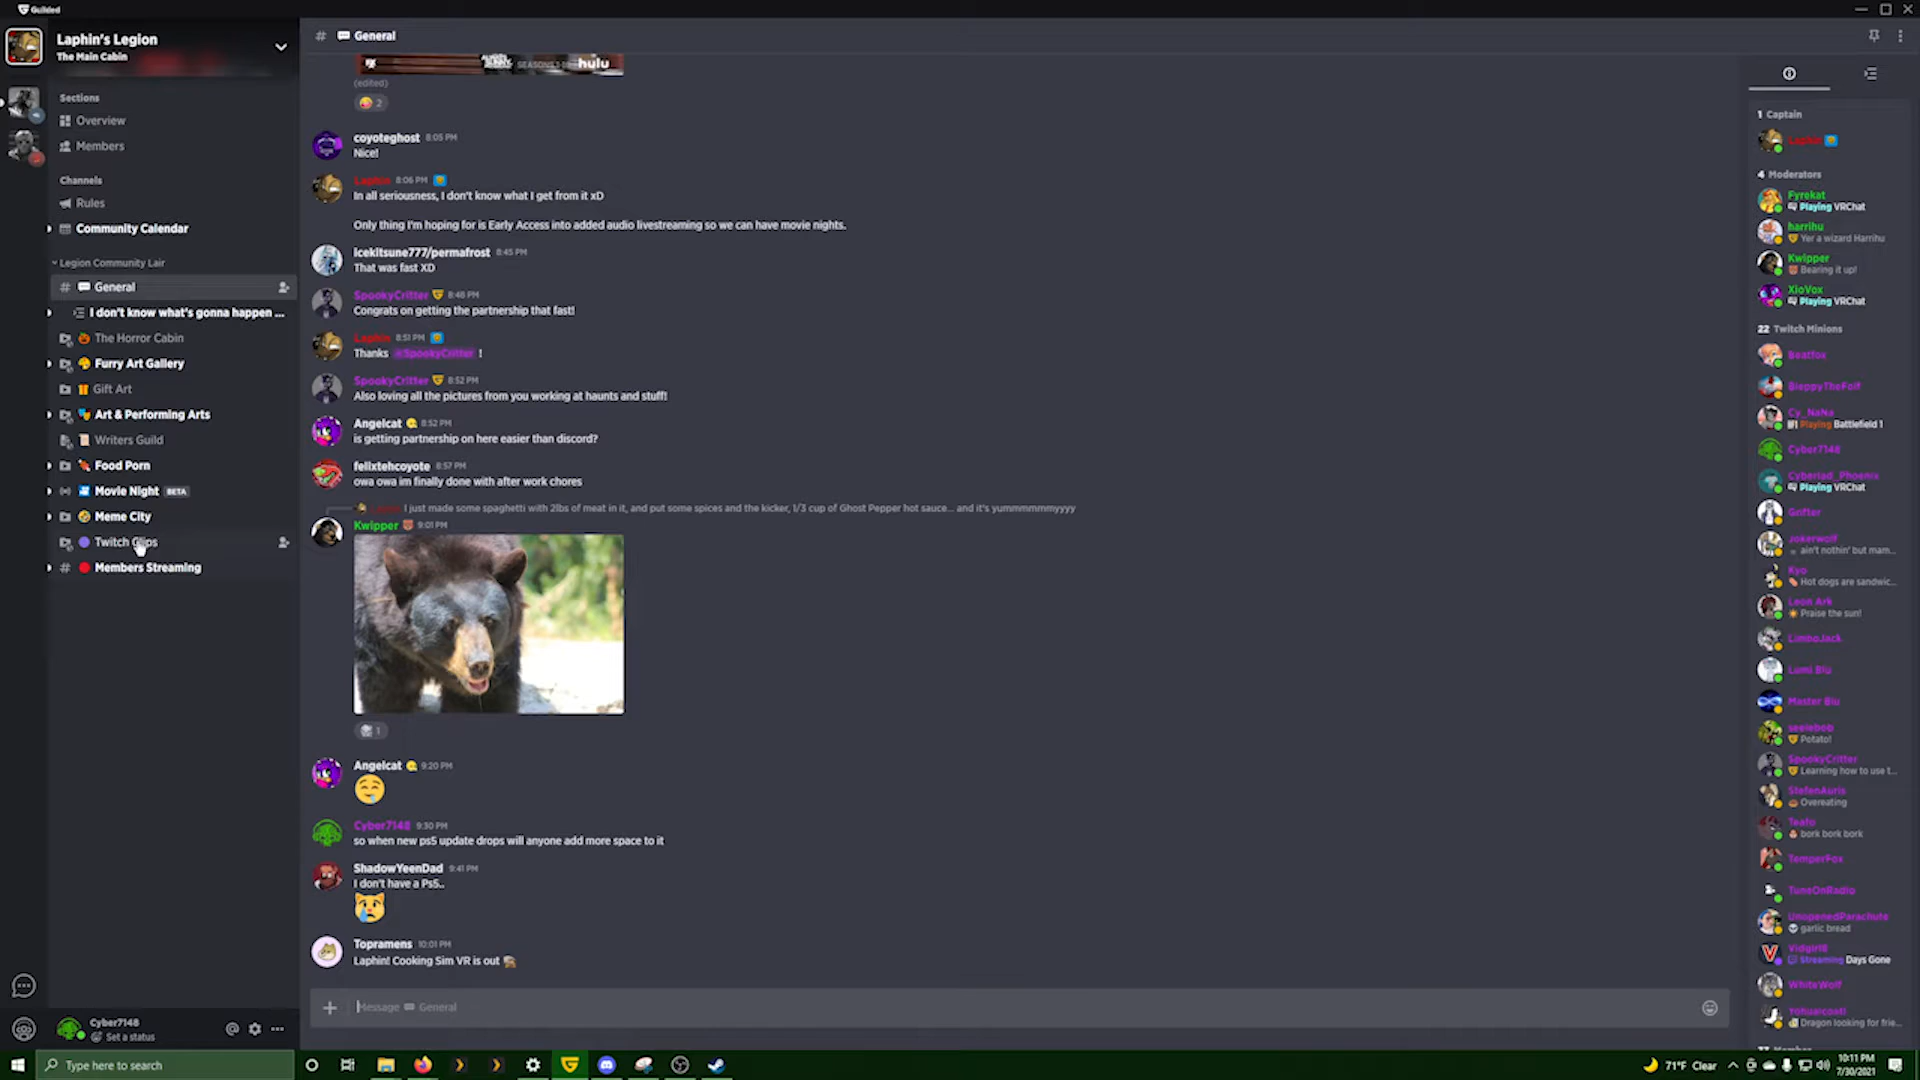 Guilded
Laphin's Legion
The Main Cabin
Sections
Overview
Members
Channels
Rules
Community Calendar
Legion Community Lair
# General
I don't know what's gonna happen ...
The Horror Cabin
Furry Art Gallery
Gift Art
Art & Performing Arts
Writers Guild
Food Porn
Movie Night BETA
Meme City
Twitch Clips
# Members Streaming
Cyber7148
Set a status
# General
SEASONS hulu
(edited)
2
coyoteghost 8:05 PM
Nice!
Laphin 8:06 PM
In all seriousness, I don't know what I get from it xD
Only thing I'm hoping for is Early Access into added audio livestreaming so we can have movie nights.
icekitsune777/permafrost 8:45 PM
That was fast XD
SpookyCritter 8:48 PM
Congrats on getting the partnership that fast!
Laphin 8:51 PM
Thanks @SpookyCritter !
SpookyCritter 8:52 PM
Also loving all the pictures from you working at haunts and stuff!
Angelcat 8:52 PM
is getting partnership on here easier than discord?
felixtehcoyote 8:57 PM
owa owa im finally done with after work chores
I just made some spaghetti with 2lbs of meat in it, and put some spices and the kicker, 1/3 cup of Ghost Pepper hot sauce... and it's yummmmmmyyyy
Kwipper 9:01 PM
1
Angelcat 9:20 PM
Cyber7148 9:30 PM
so when new ps5 update drops will anyone add more space to it
ShadowYeenDad 9:41 PM
I don't have a Ps5..
Topramens 10:01 PM
Laphin! Cooking Sim VR is out
Message General
1 Captain
Laphin
4 Moderators
Fyrekat
Playing VRChat
harrihu
Yer a wizard Harrihu
Kwipper
Bearing it up!
XioVox
Playing VRChat
22 Twitch Minions
Beatfox
BleppyTheFolf
Cy_NaNa
Playing Battlefield 1
Cyber7148
Cyberlad_Phoenix
Playing VRChat
Grifter
Jokerwolf
ain't nothin' but mam...
Kyo
Hot dogs are sandwic...
Leon Ark
Praise the sun!
LimboJack
Lumi Blu
Master Blu
seelebob
Potato!
SpookyCritter
Learning how to use t...
StefenAuris
Overeating
Teato
bork bork bork
TemperFox
TuneOnRadio
UnopenedParachute
garlic bread
Vidgirl8
Streaming Days Gone
WhiteWolf
Yohualcoatl
Dragon looking for frie...
Type here to search
71°F Clear
10:11 PM
7/30/2021